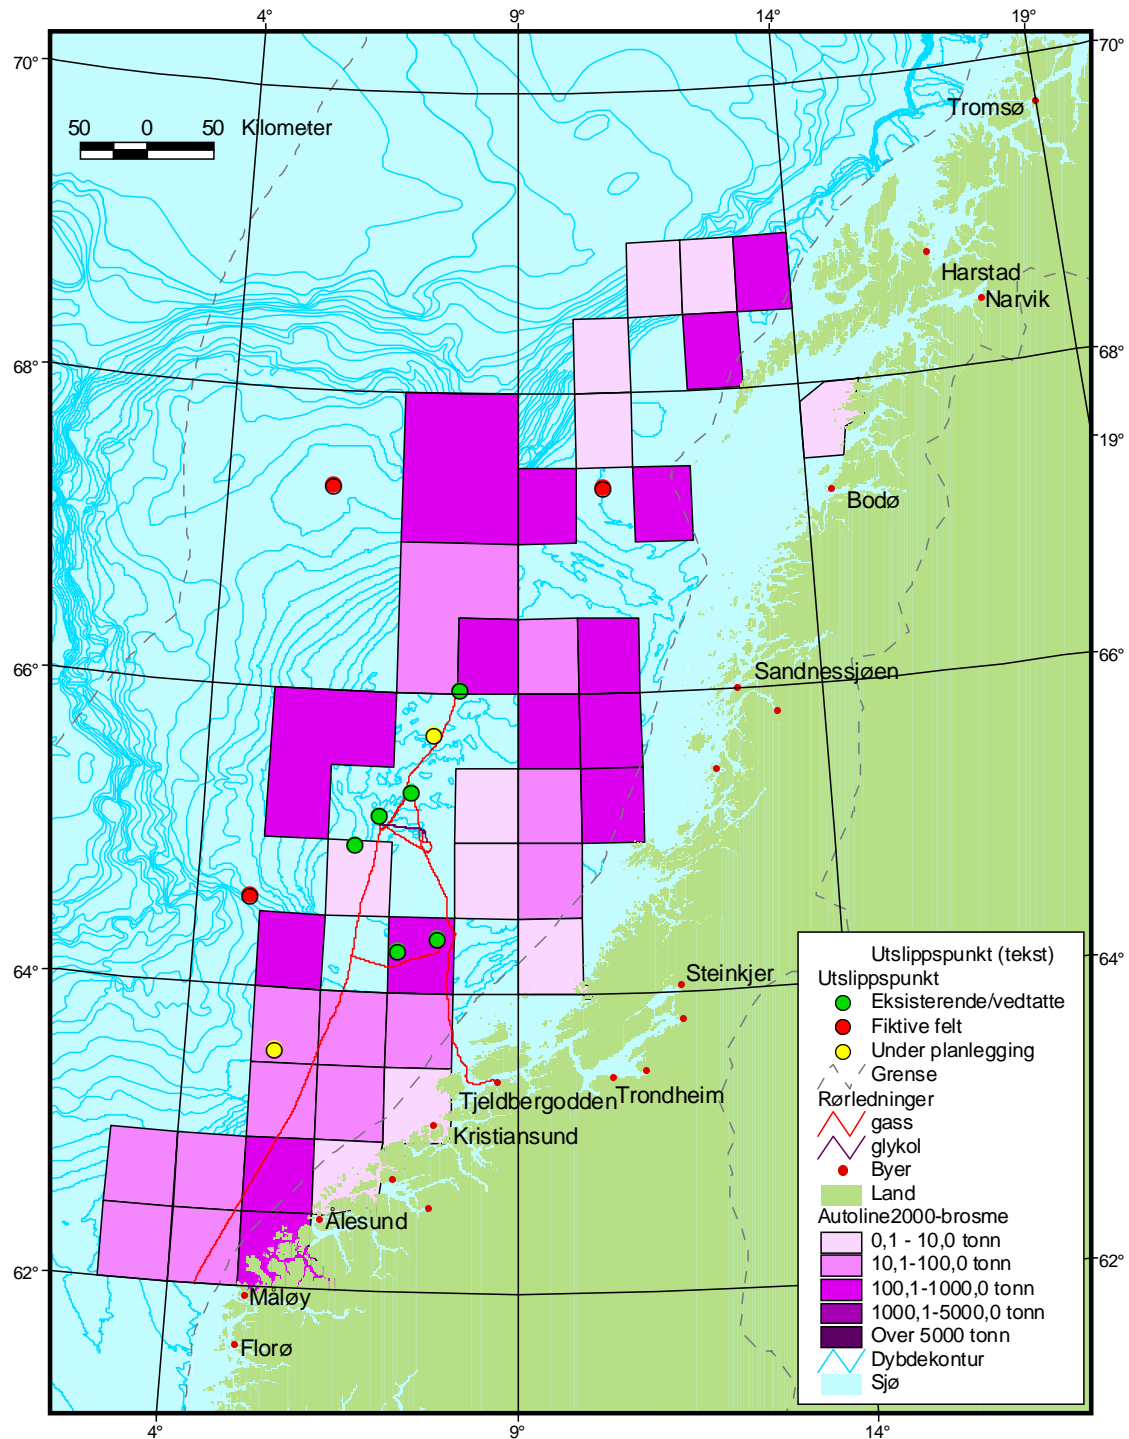 4° 9° 14° 19°
70° 70°
Tromsø
50 0 50 Kilometer
Harstad
Narvik
68° 68°
19°
Bodø
66° 66°
Sandnessjøen
64° 64°
Steinkjer
Tjeldbergodden
Trondheim
Kristiansund
Ålesund
62° 62°
Måløy
Florø
Utslippspunkt (tekst)
Utslippspunkt
Eksisterende/vedtatte
Fiktive felt
Under planlegging
Grense
Rørledninger
gass
glykol
Byer
Land
Autoline2000-brosme
0,1 - 10,0 tonn
10,1-100,0 tonn
100,1-1000,0 tonn
1000,1-5000,0 tonn
Over 5000 tonn
Dybdekontur
Sjø
4° 9° 14°